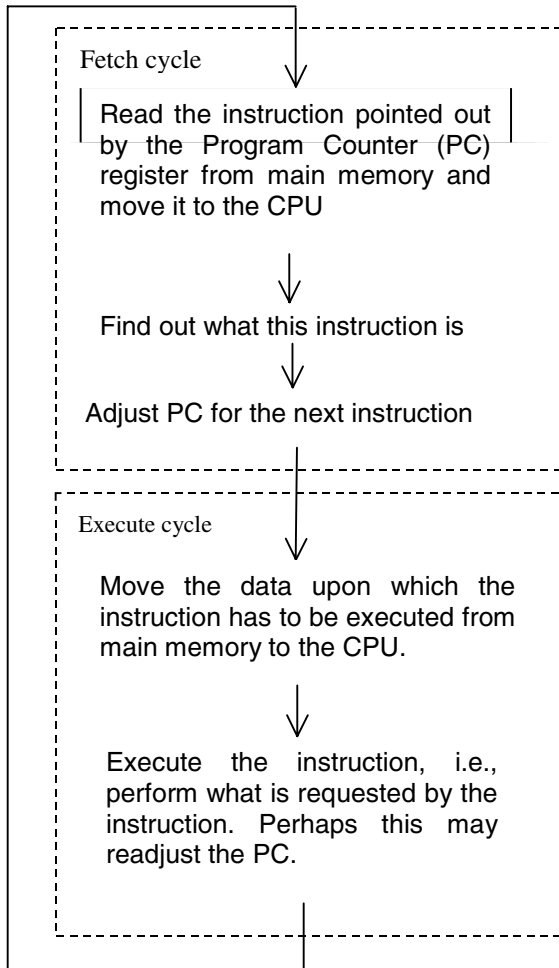 Fetch cycle
Read the instruction pointed out
by the Program Counter (PC)
register from main memory and
move it to the CPU
Find out what this instruction is
Adjust PC for the next instruction
Execute cycle
Move the data upon which the
instruction has to be executed from
main memory to the CPU.
Execute the instruction, i.e.,
perform what is requested by the
instruction. Perhaps this may
readjust the PC.